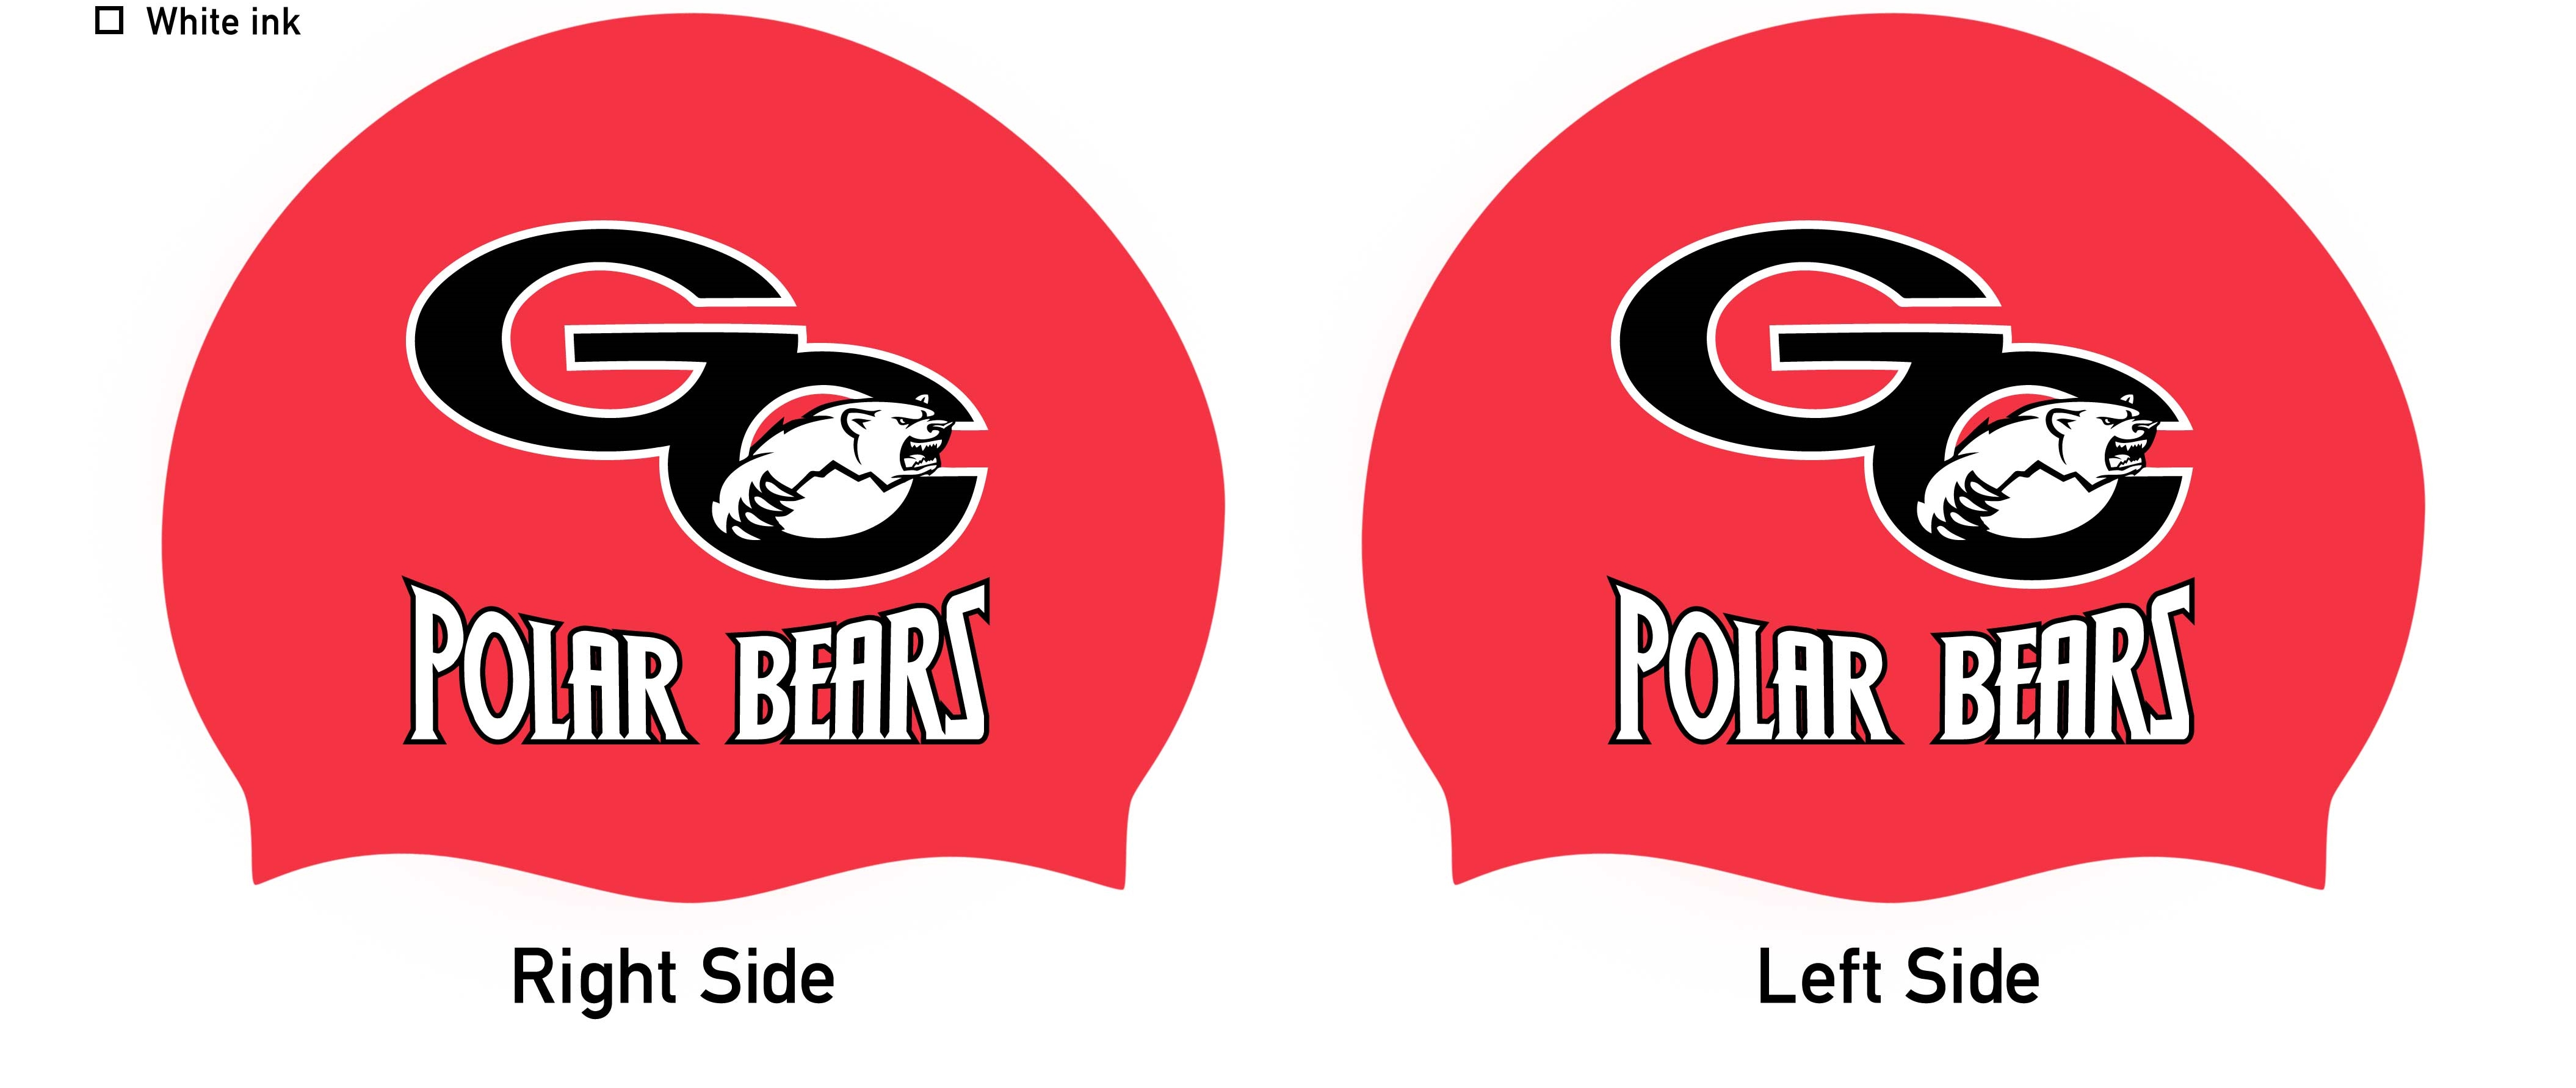 White ink
GC
POLAR BEARS
Right Side
GC
POLAR BEARS
Left Side